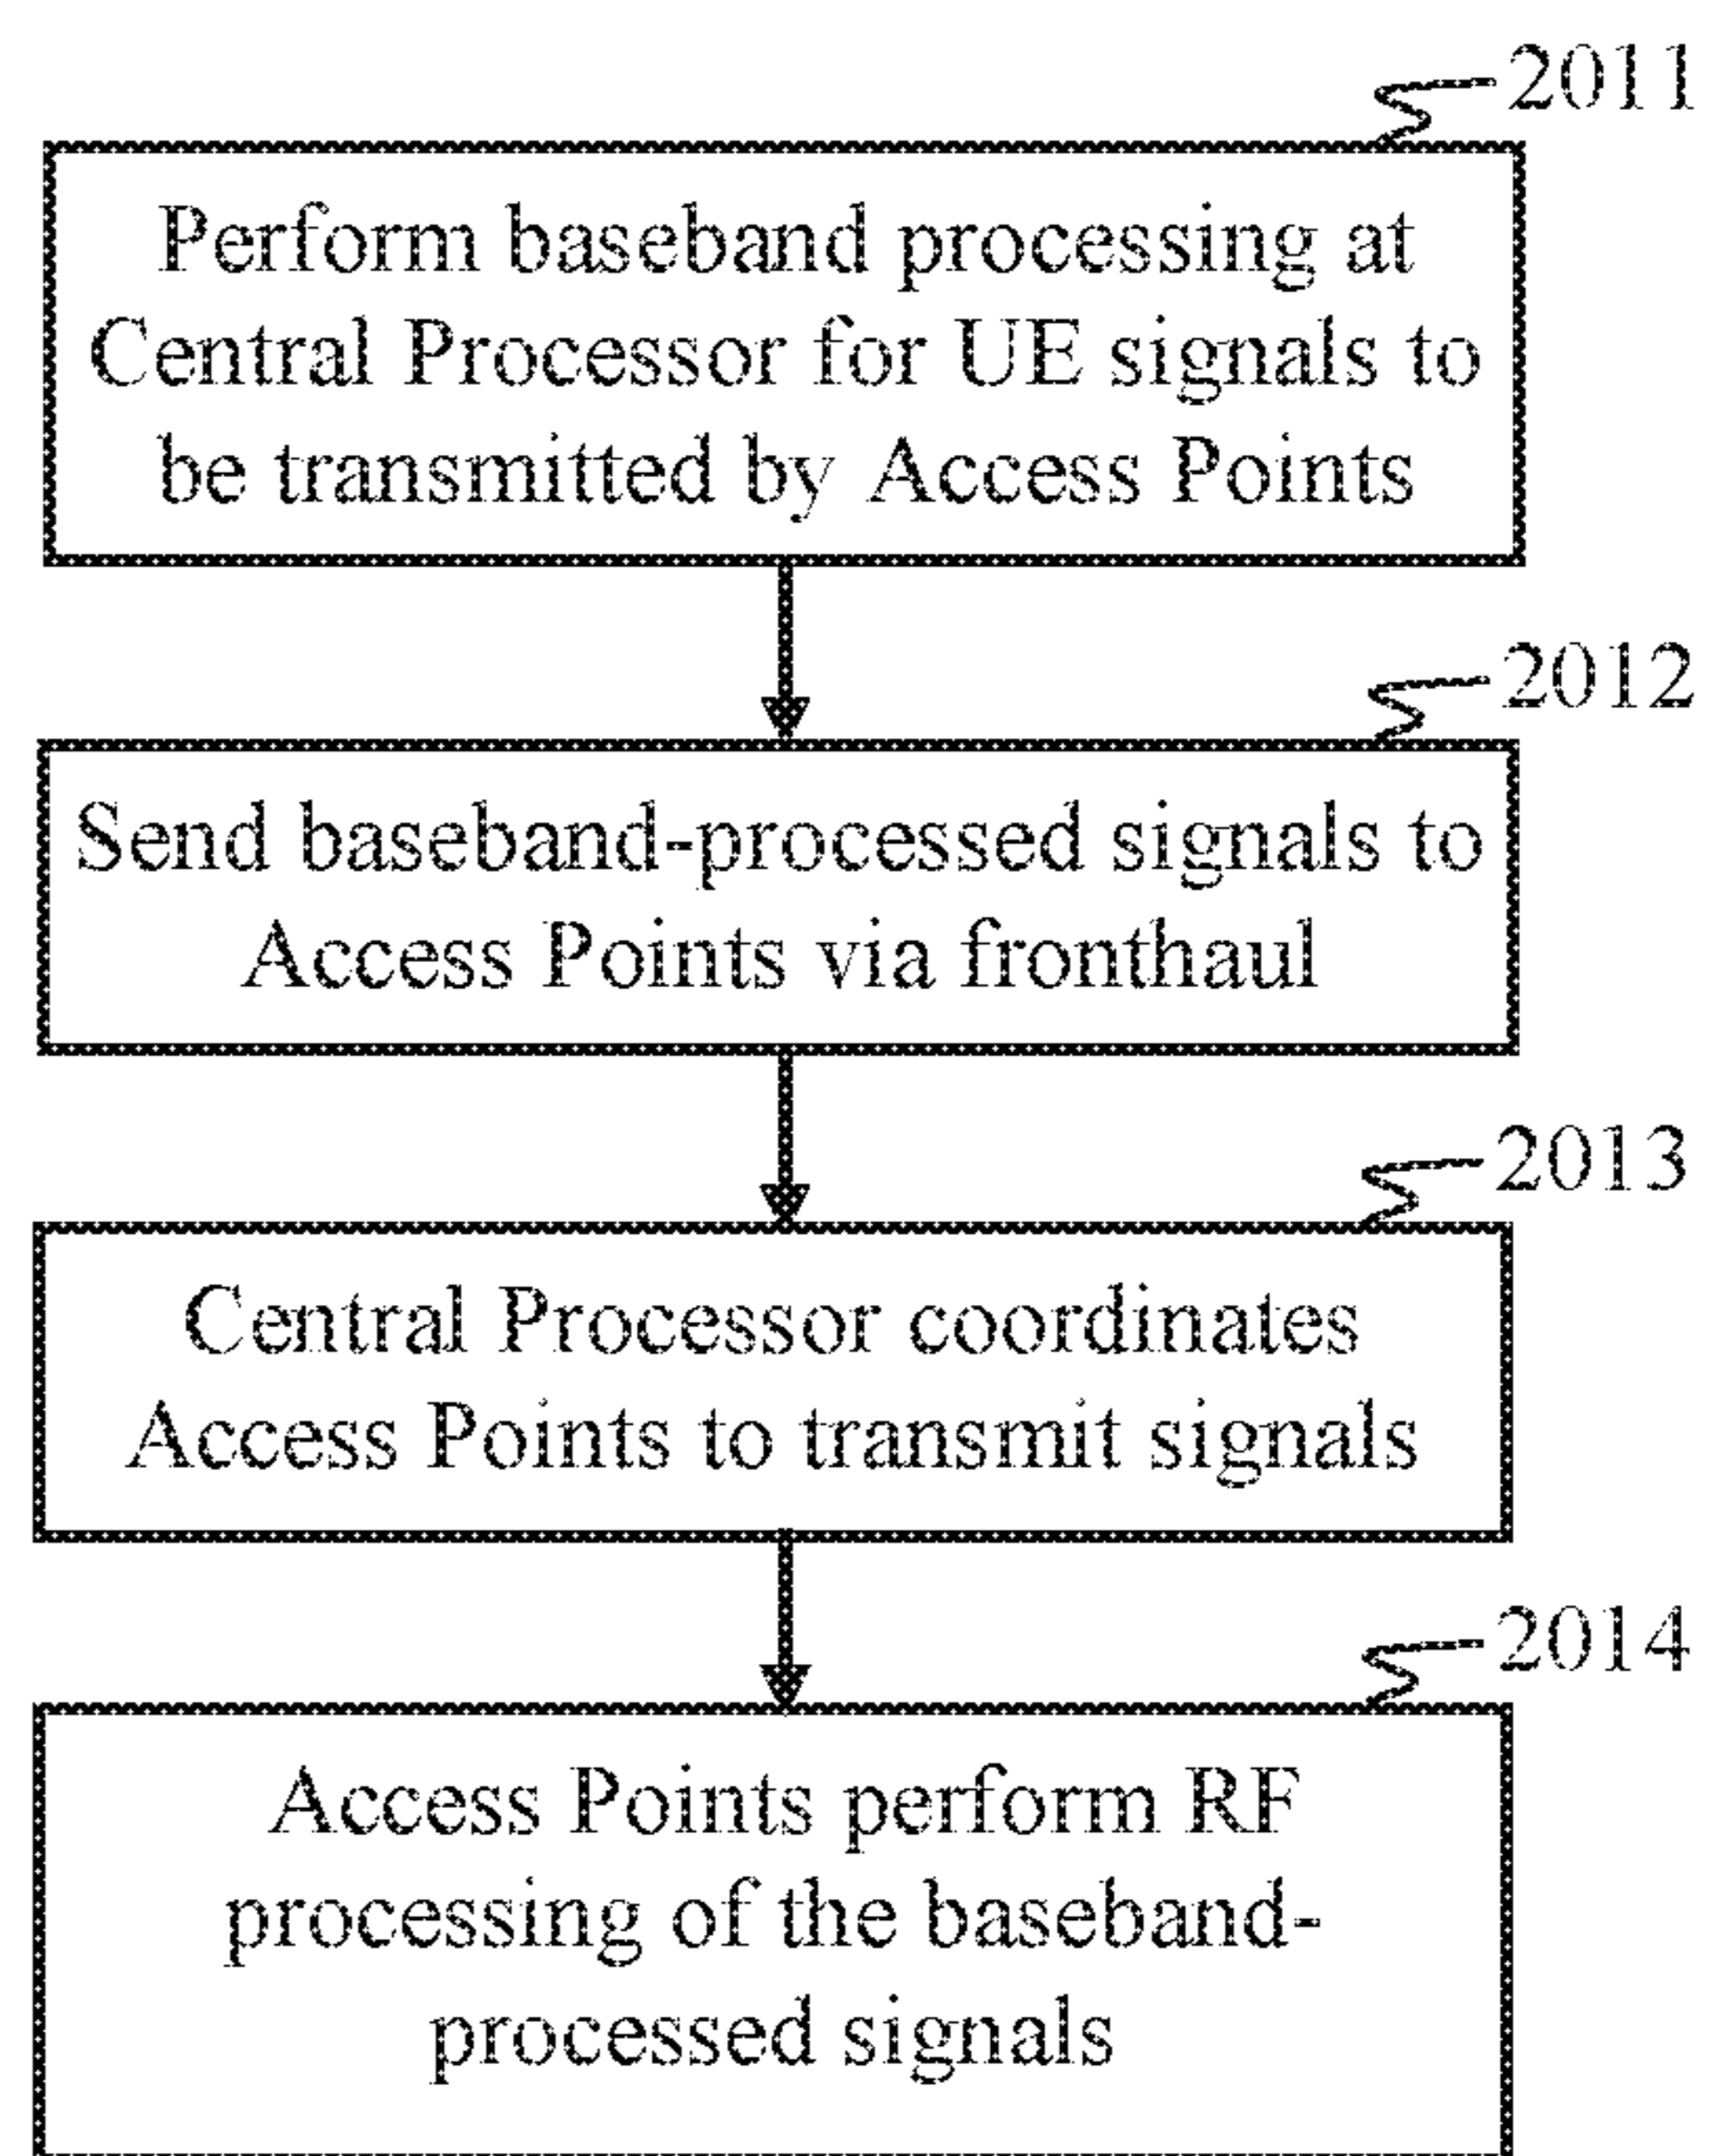 2011
Perform baseband processing at
Central Processor for UE signals to
be transmitted by Access Points
2012
Send baseband-processed signals to
Access Points via fronthaul
2013
Central Processor coordinates
Access Points to transmit signals
2014
Access Points perform RF
processing of the baseband-
processed signals